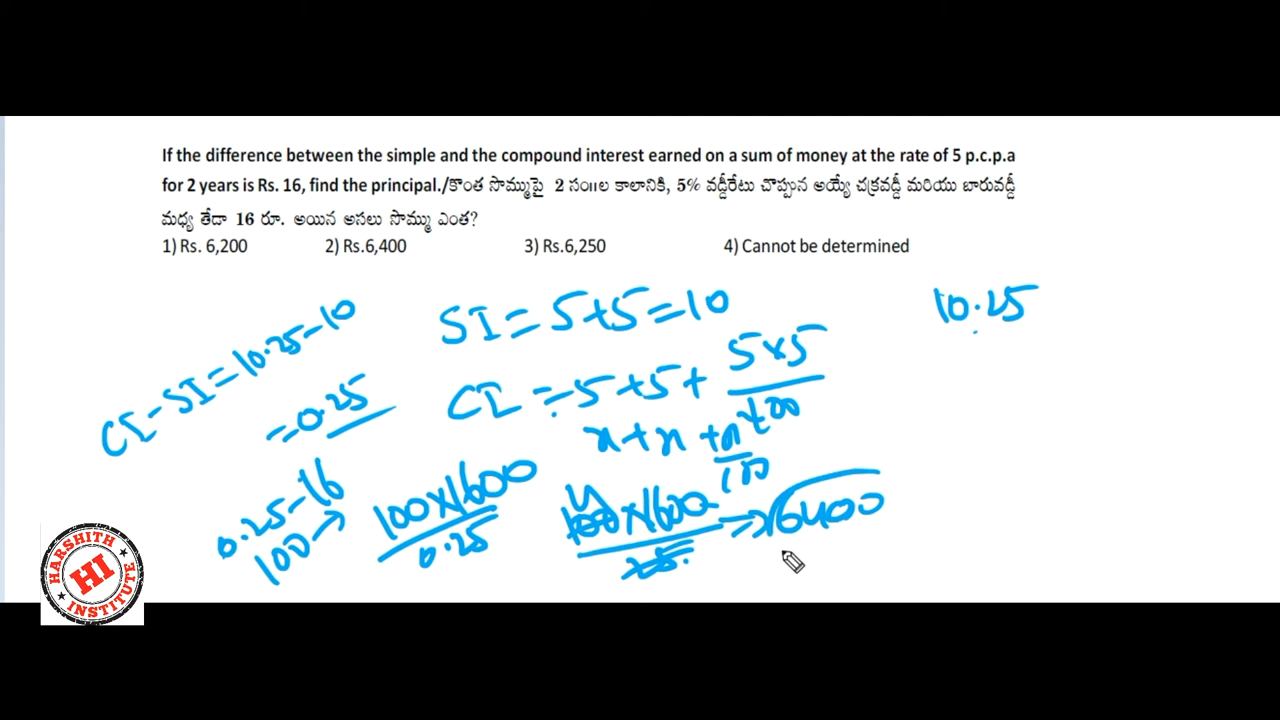 If the difference between the simple and the compound interest earned on a sum of money at the rate of 5 p.c.p.a
for 2 years is Rs. 16, find the principal./కొంత సొమ్ముపై 2 సం॥ల కాలానికి, 5% వడ్డీరేటు చొప్పున అయ్యే చక్రవడ్డీ మరియు బారువడ్డీ
మధ్య తేడా 16 రూ. అయిన అసలు సొమ్ము ఎంత?
1) Rs. 6,200 2) Rs.6,400 3) Rs.6,250 4) Cannot be determined
SI = 5+5 = 10
10.25
CI - SI = 10.25 - 10
= 0.25
CI = 5 + 5 + 5×5/100
x + x +
0.25 - 16
100 →
100×1600/0.25
4
100×1600/25
6400
HARSHITH
HI
INSTITUTE